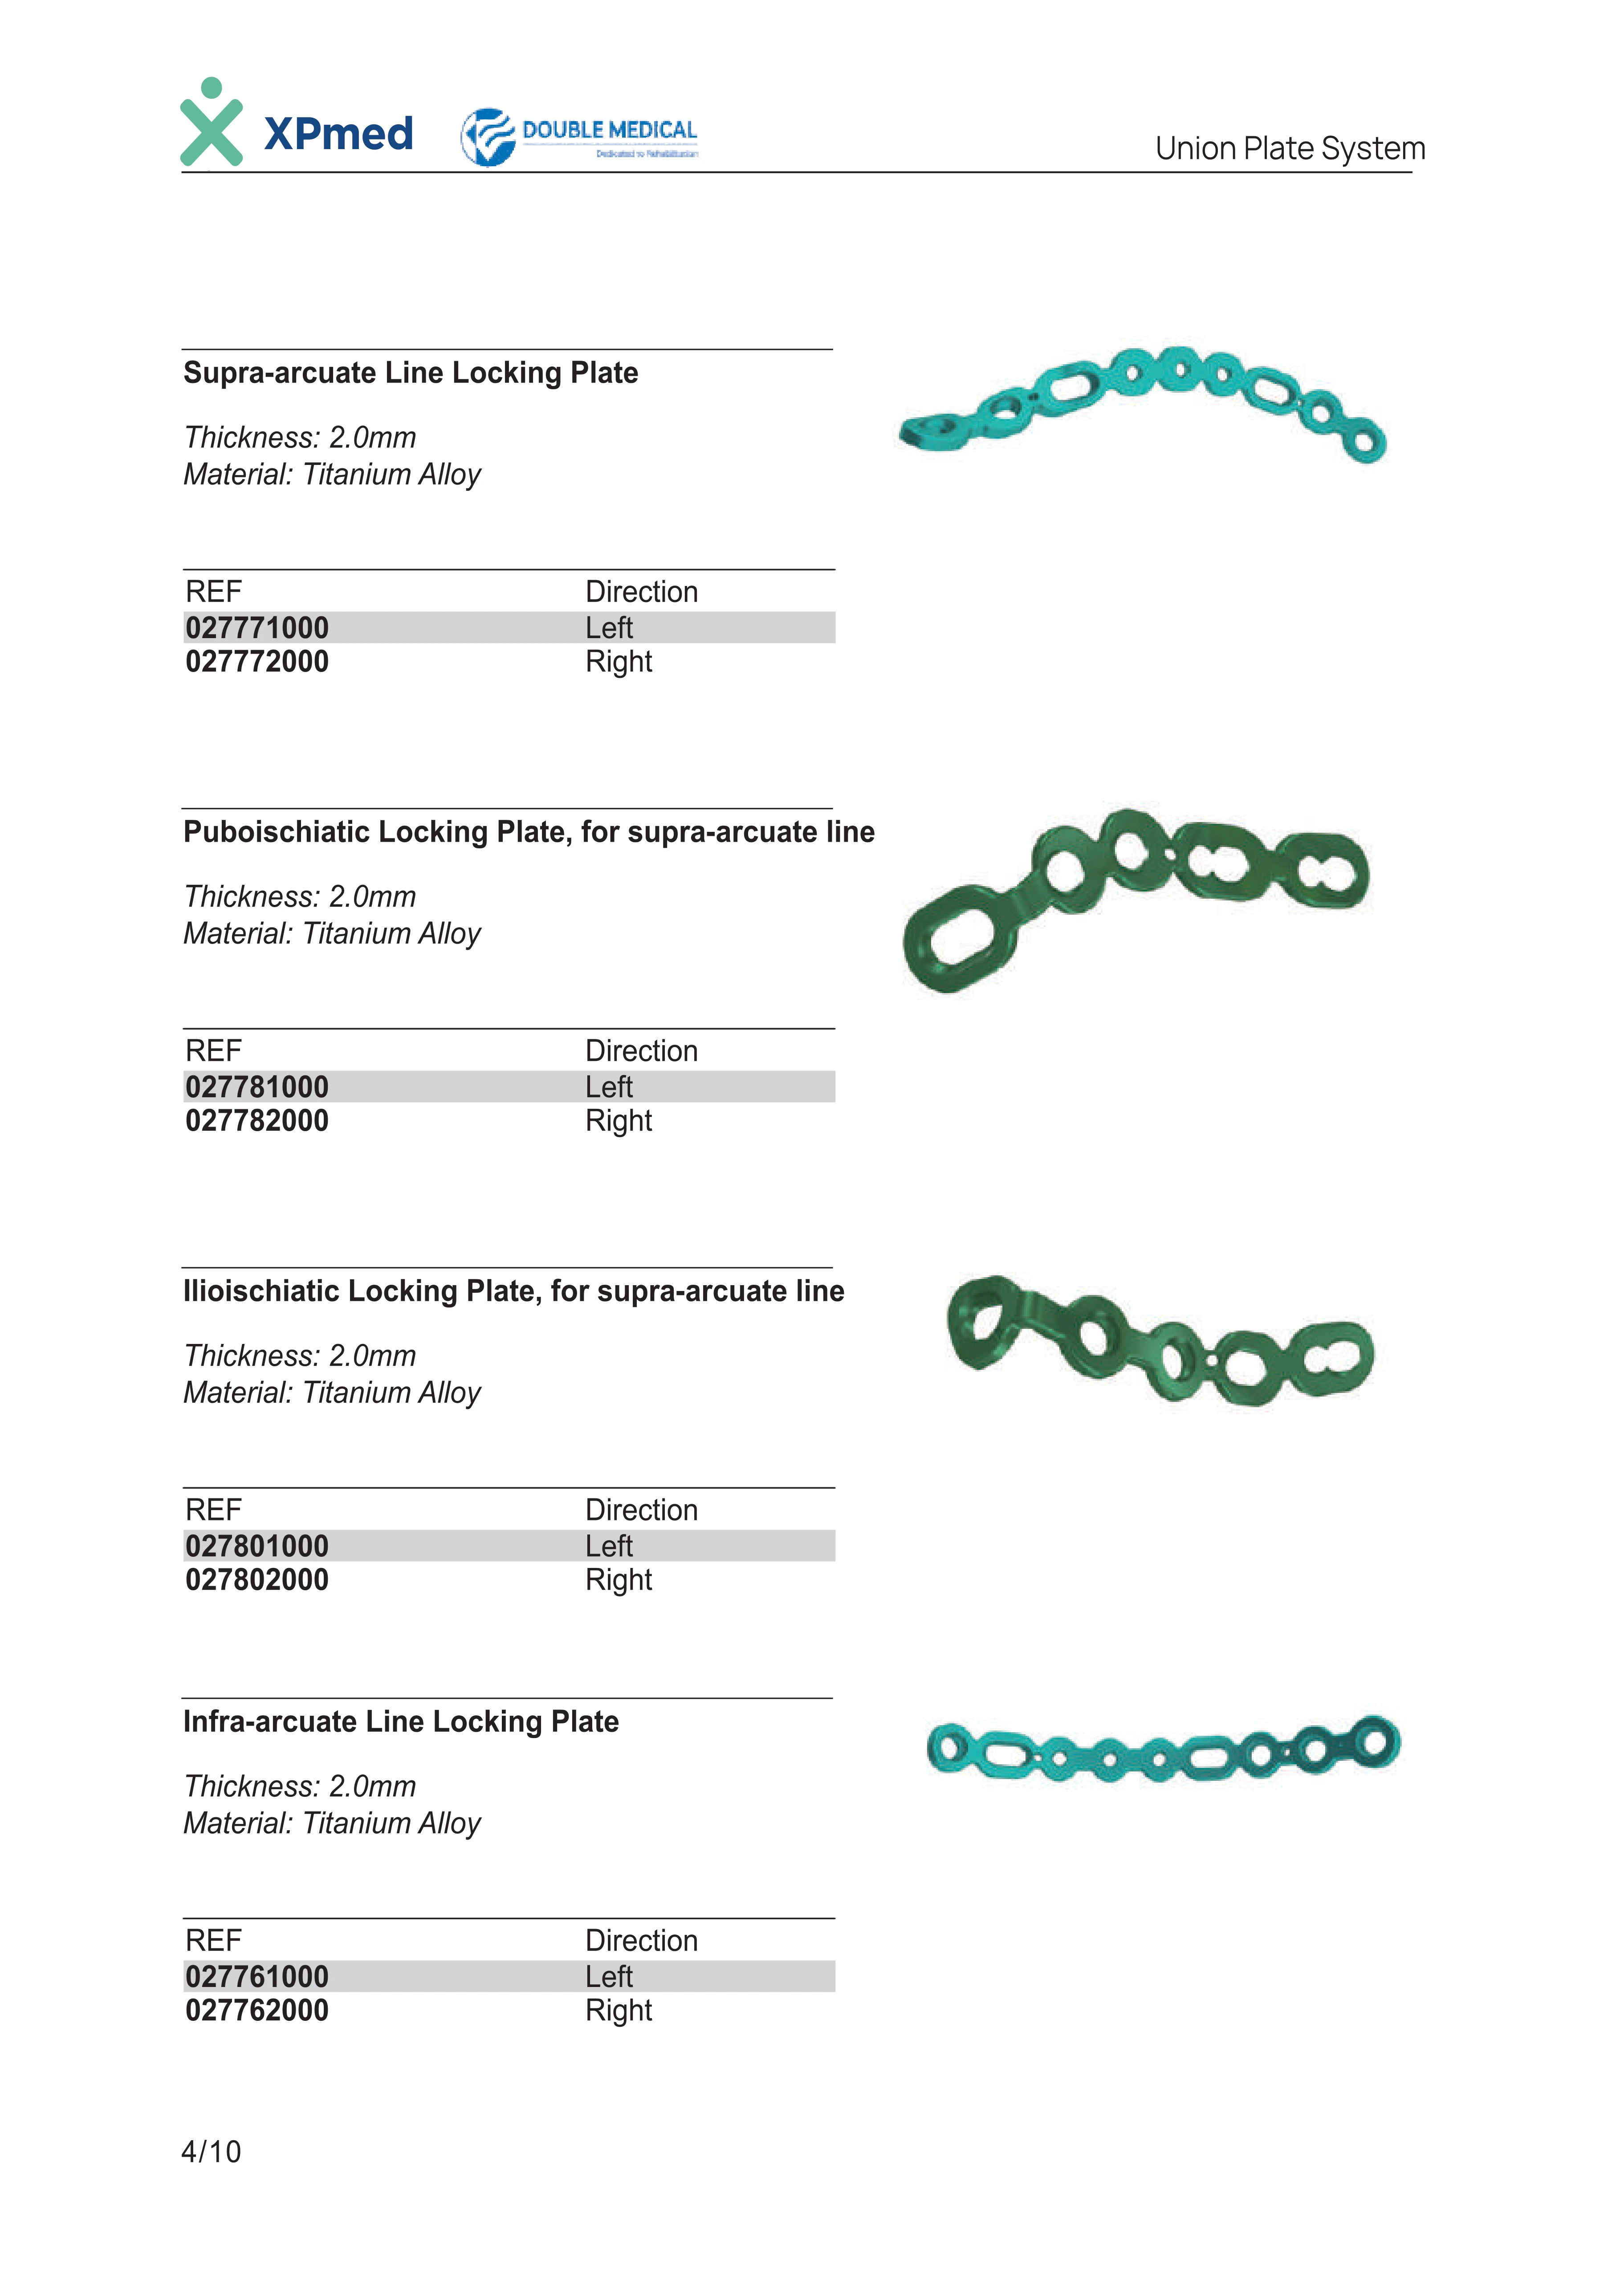 XPmed
DOUBLE MEDICAL
Dedicated to Rehabilitation
Union Plate System
Supra-arcuate Line Locking Plate
Thickness: 2.0mm
Material: Titanium Alloy
REF Direction
027771000 Left
027772000 Right
Puboischiatic Locking Plate, for supra-arcuate line
Thickness: 2.0mm
Material: Titanium Alloy
REF Direction
027781000 Left
027782000 Right
Ilioischiatic Locking Plate, for supra-arcuate line
Thickness: 2.0mm
Material: Titanium Alloy
REF Direction
027801000 Left
027802000 Right
Infra-arcuate Line Locking Plate
Thickness: 2.0mm
Material: Titanium Alloy
REF Direction
027761000 Left
027762000 Right
4/10